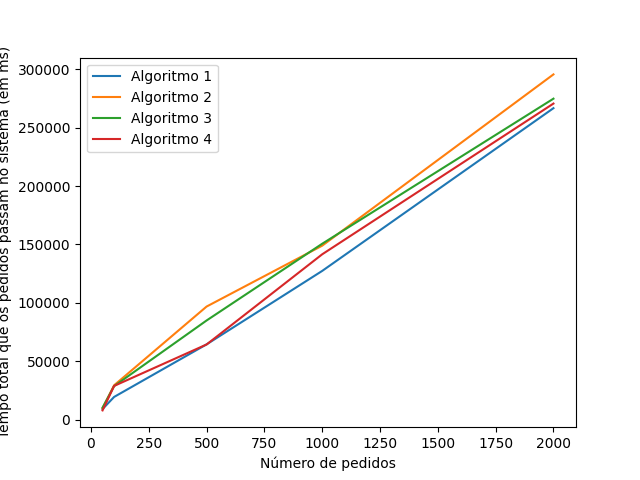 Tempo total que os pedidos passam no sistema (em ms)
300000
250000
200000
150000
100000
50000
0
Algoritmo 1
Algoritmo 2
Algoritmo 3
Algoritmo 4
0 250 500 750 1000 1250 1500 1750 2000
Número de pedidos